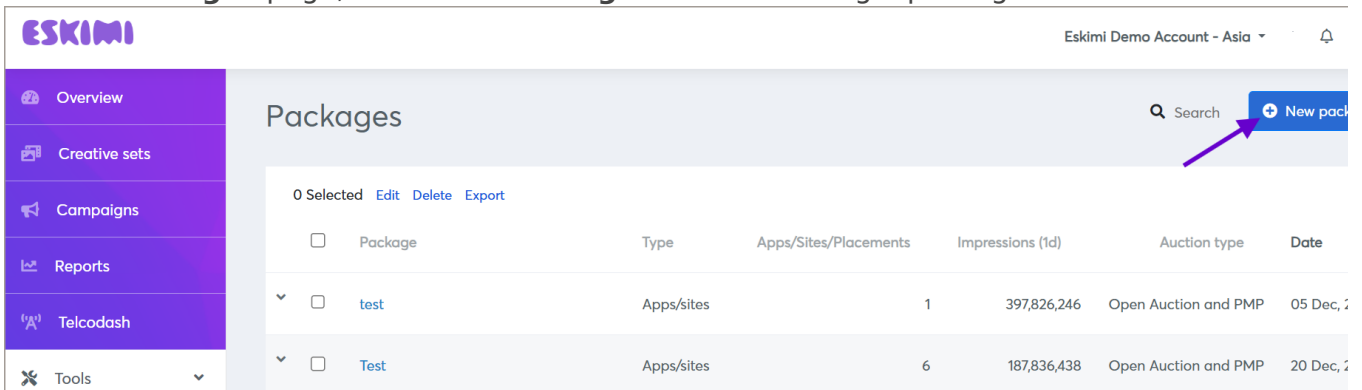 ESKIMI
Eskimi Demo Account - Asia
Overview
Creative sets
Campaigns
Reports
Telcodash
Tools
Packages
Search
New pack
0 Selected Edit Delete Export
Package Type Apps/Sites/Placements Impressions (1d) Auction type Date
test Apps/sites 1 397,826,246 Open Auction and PMP 05 Dec, 2
Test Apps/sites 6 187,836,438 Open Auction and PMP 20 Dec, 2